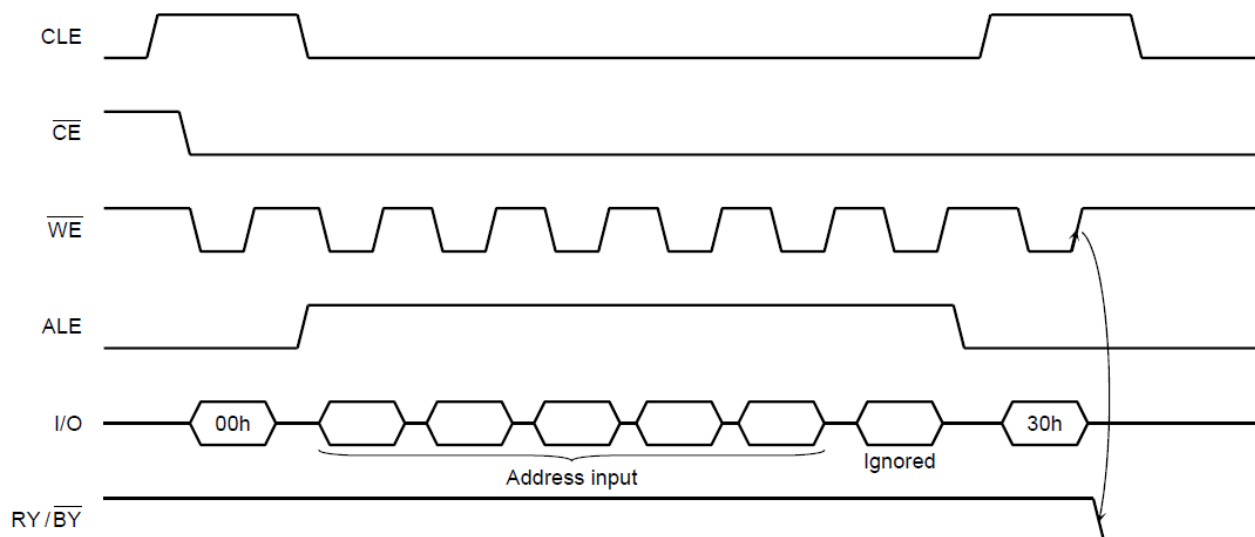 CLE
CE
WE
ALE
I/O
00h
30h
Address input
Ignored
RY/BY